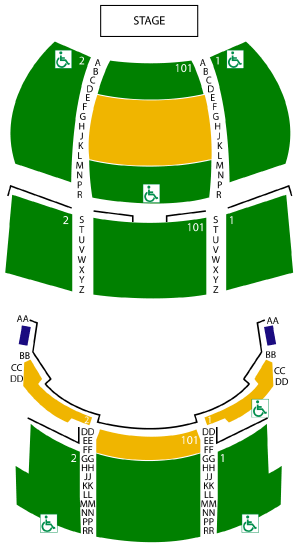 STAGE
2 A 101 A 1
B B
C C
D D
E E
F F
G G
H H
J J
K K
L L
M M
N N
P P
R R
2 S 101 S 1
T T
U U
V V
W W
X X
Y Y
Z Z
AA AA
BB BB
CC CC
DD DD
DD DD
EE 101 EE
FF FF
2 GG GG 1
HH HH
JJ JJ
KK KK
LL LL
MM MM
NN NN
PP PP
RR RR